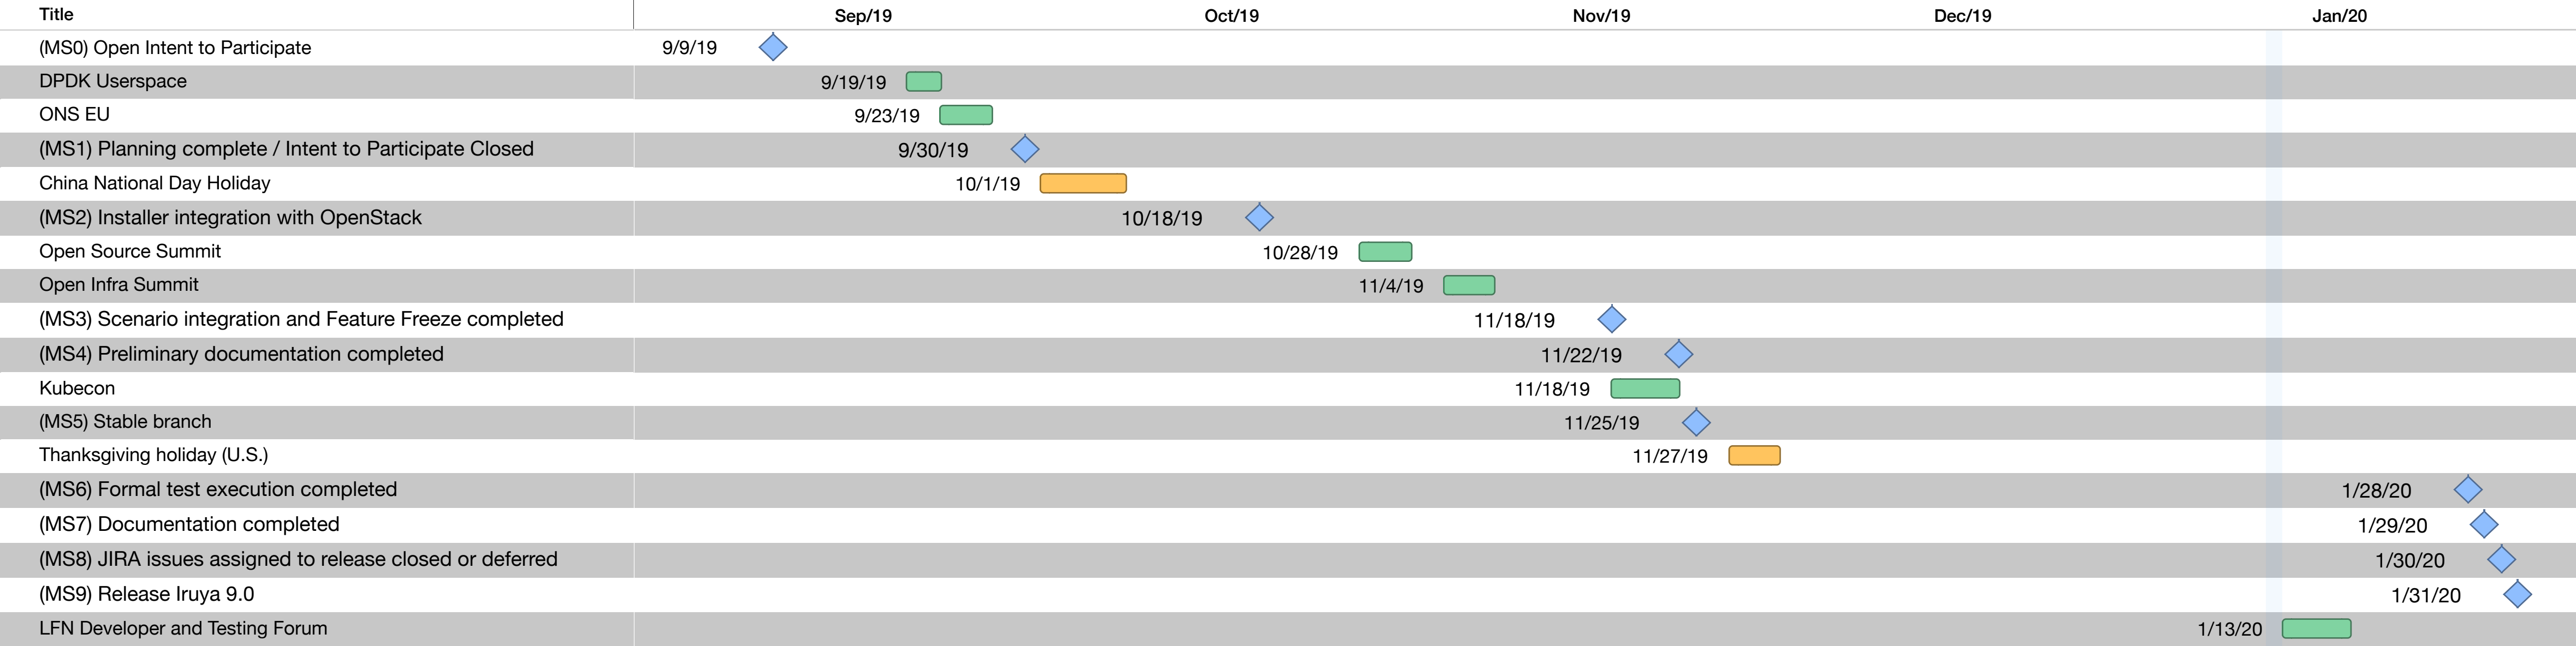 Title Sep/19 Oct/19 Nov/19 Dec/19 Jan/20
(MS0) Open Intent to Participate 9/9/19
DPDK Userspace 9/19/19
ONS EU 9/23/19
(MS1) Planning complete / Intent to Participate Closed 9/30/19
China National Day Holiday 10/1/19
(MS2) Installer integration with OpenStack 10/18/19
Open Source Summit 10/28/19
Open Infra Summit 11/4/19
(MS3) Scenario integration and Feature Freeze completed 11/18/19
(MS4) Preliminary documentation completed 11/22/19
Kubecon 11/18/19
(MS5) Stable branch 11/25/19
Thanksgiving holiday (U.S.) 11/27/19
(MS6) Formal test execution completed 1/28/20
(MS7) Documentation completed 1/29/20
(MS8) JIRA issues assigned to release closed or deferred 1/30/20
(MS9) Release Iruya 9.0 1/31/20
LFN Developer and Testing Forum 1/13/20